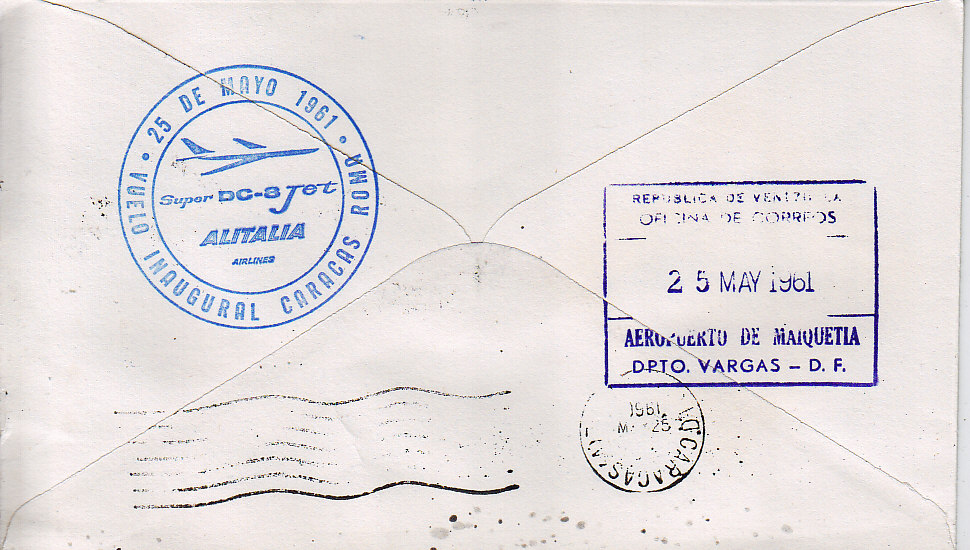 • 25 DE MAYO 1961 •
VUELO INAUGURAL CARACAS ROMA
Super DC-8 Jet
ALITALIA
AIRLINES
REPUBLICA DE VENEZUELA
OFICINA DE CORREOS
25 MAY 1961
AEROPUERTO DE MAIQUETIA
DPTO. VARGAS – D. F.
1961
25
CARACAS